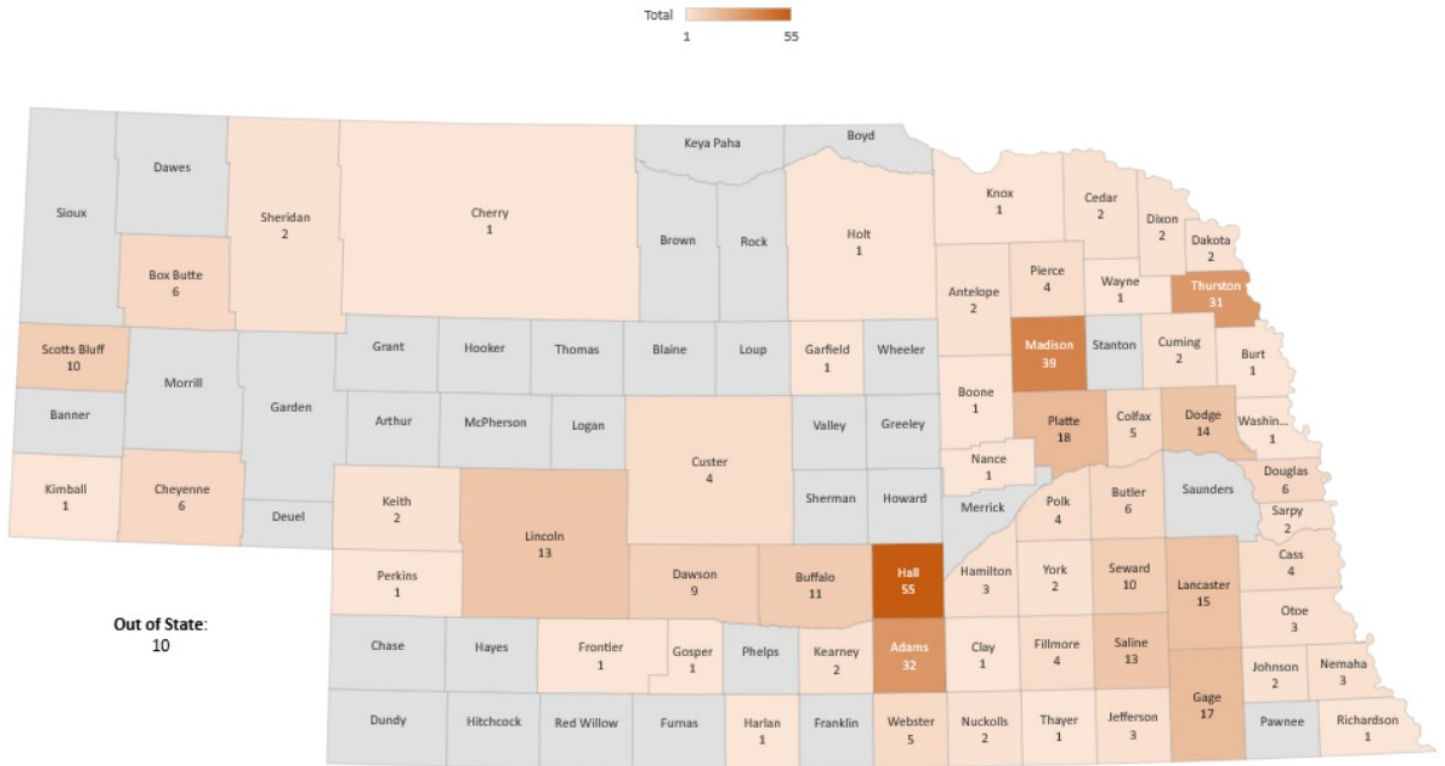 Total
1 55
Keya Paha
Boyd
Dawes
Sioux
Sheridan
2
Cherry
1
Brown
Rock
Holt
1
Knox
1
Cedar
2
Dixon
2
Dakota
2
Box Butte
6
Antelope
2
Pierce
4
Wayne
1
Thurston
31
Scotts Bluff
10
Morrill
Garden
Grant
Hooker
Thomas
Blaine
Loup
Garfield
1
Wheeler
Madison
39
Stanton
Cuming
2
Burt
1
Banner
Arthur
McPherson
Logan
Custer
4
Valley
Greeley
Boone
1
Platte
18
Colfax
5
Dodge
14
Washin...
1
Kimball
1
Cheyenne
6
Deuel
Keith
2
Lincoln
13
Sherman
Howard
Nance
1
Merrick
Polk
4
Butler
6
Saunders
Douglas
6
Sarpy
2
Perkins
1
Dawson
9
Buffalo
11
Hall
55
Hamilton
3
York
2
Seward
10
Lancaster
15
Cass
4
Out of State:
10
Chase
Hayes
Frontier
1
Gosper
1
Phelps
Kearney
2
Adams
32
Clay
1
Fillmore
4
Saline
13
Otoe
3
Johnson
2
Nemaha
3
Dundy
Hitchcock
Red Willow
Furnas
Harlan
1
Franklin
Webster
5
Nuckolls
2
Thayer
1
Jefferson
3
Gage
17
Pawnee
Richardson
1